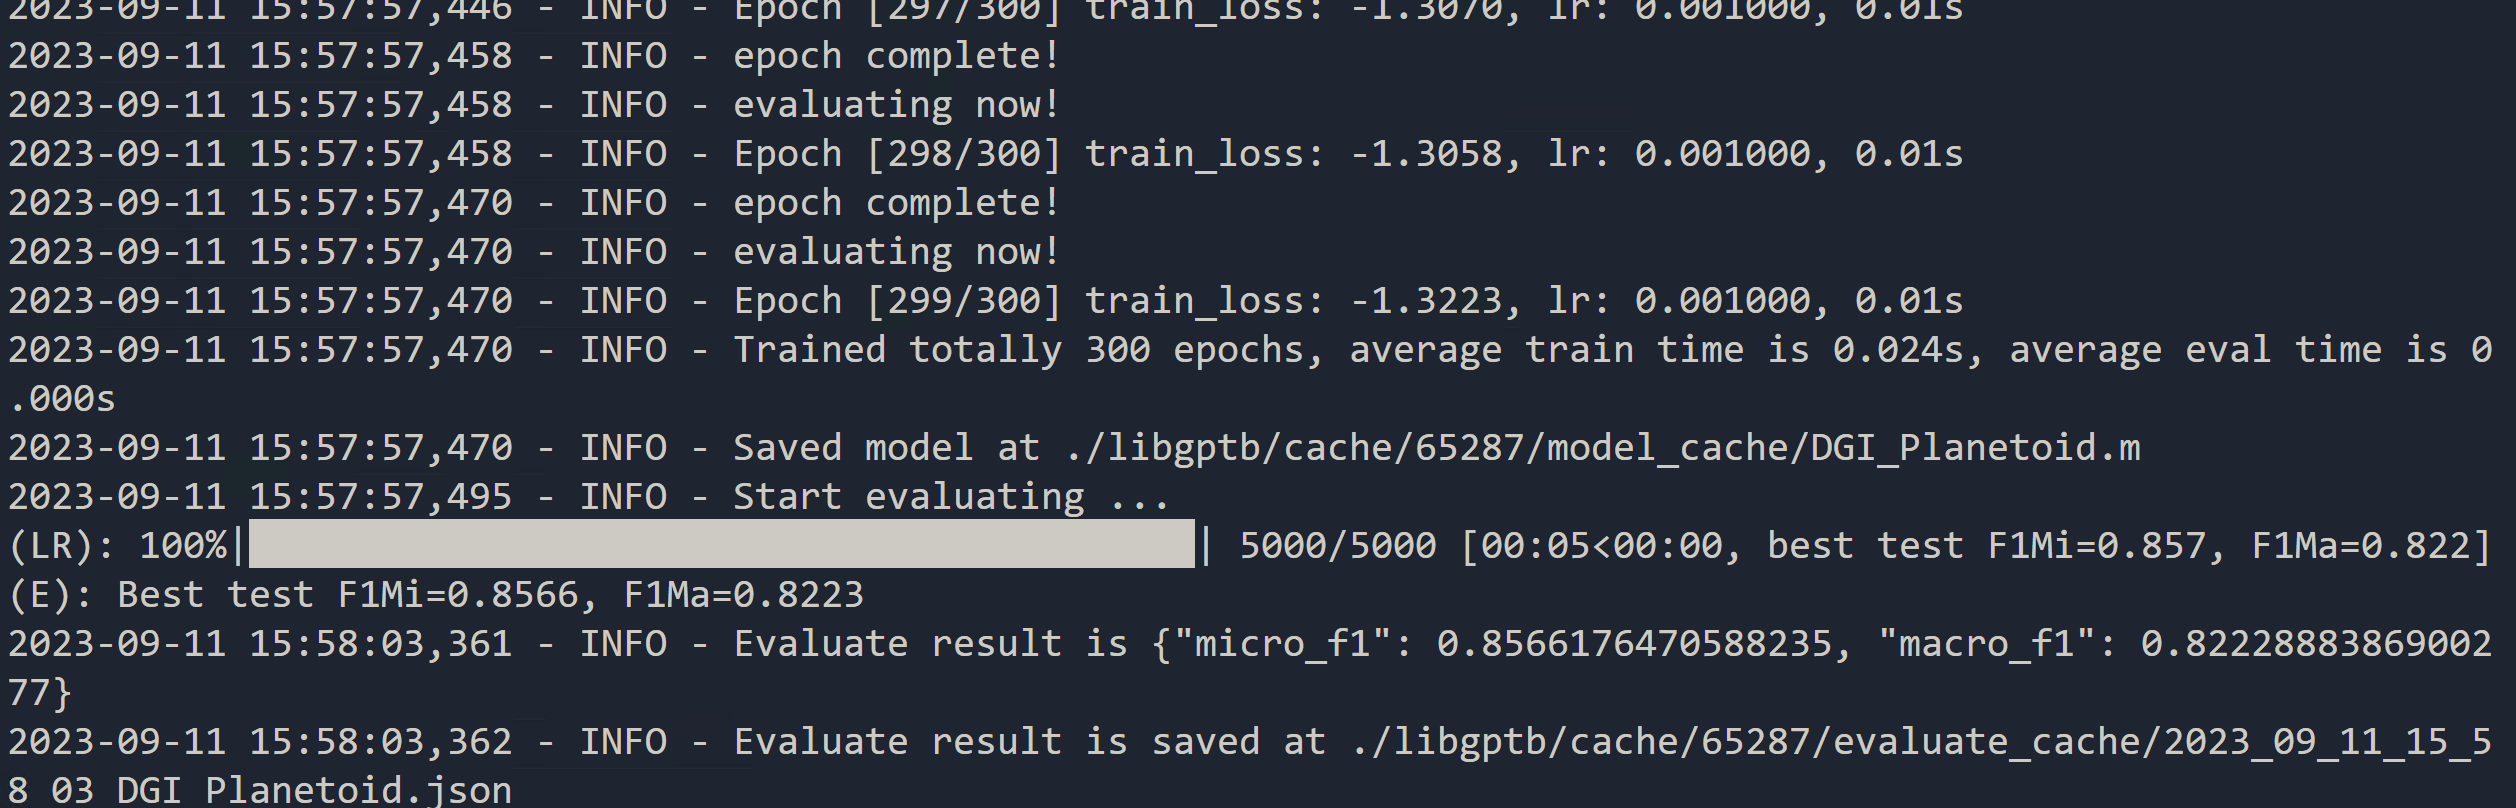 2023-09-11 15:57:57,446 - INFO - Epoch [297/300] train_loss: -1.3070, lr: 0.001000, 0.01s
2023-09-11 15:57:57,458 - INFO - epoch complete!
2023-09-11 15:57:57,458 - INFO - evaluating now!
2023-09-11 15:57:57,458 - INFO - Epoch [298/300] train_loss: -1.3058, lr: 0.001000, 0.01s
2023-09-11 15:57:57,470 - INFO - epoch complete!
2023-09-11 15:57:57,470 - INFO - evaluating now!
2023-09-11 15:57:57,470 - INFO - Epoch [299/300] train_loss: -1.3223, lr: 0.001000, 0.01s
2023-09-11 15:57:57,470 - INFO - Trained totally 300 epochs, average train time is 0.024s, average eval time is 0
.000s
2023-09-11 15:57:57,470 - INFO - Saved model at ./libgptb/cache/65287/model_cache/DGI_Planetoid.m
2023-09-11 15:57:57,495 - INFO - Start evaluating ...
(LR): 100%| | 5000/5000 [00:05<00:00, best test F1Mi=0.857, F1Ma=0.822]
(E): Best test F1Mi=0.8566, F1Ma=0.8223
2023-09-11 15:58:03,361 - INFO - Evaluate result is {"micro_f1": 0.8566176470588235, "macro_f1": 0.82228883869002
77}
2023-09-11 15:58:03,362 - INFO - Evaluate result is saved at ./libgptb/cache/65287/evaluate_cache/2023_09_11_15_5
8_03_DGI_Planetoid.json